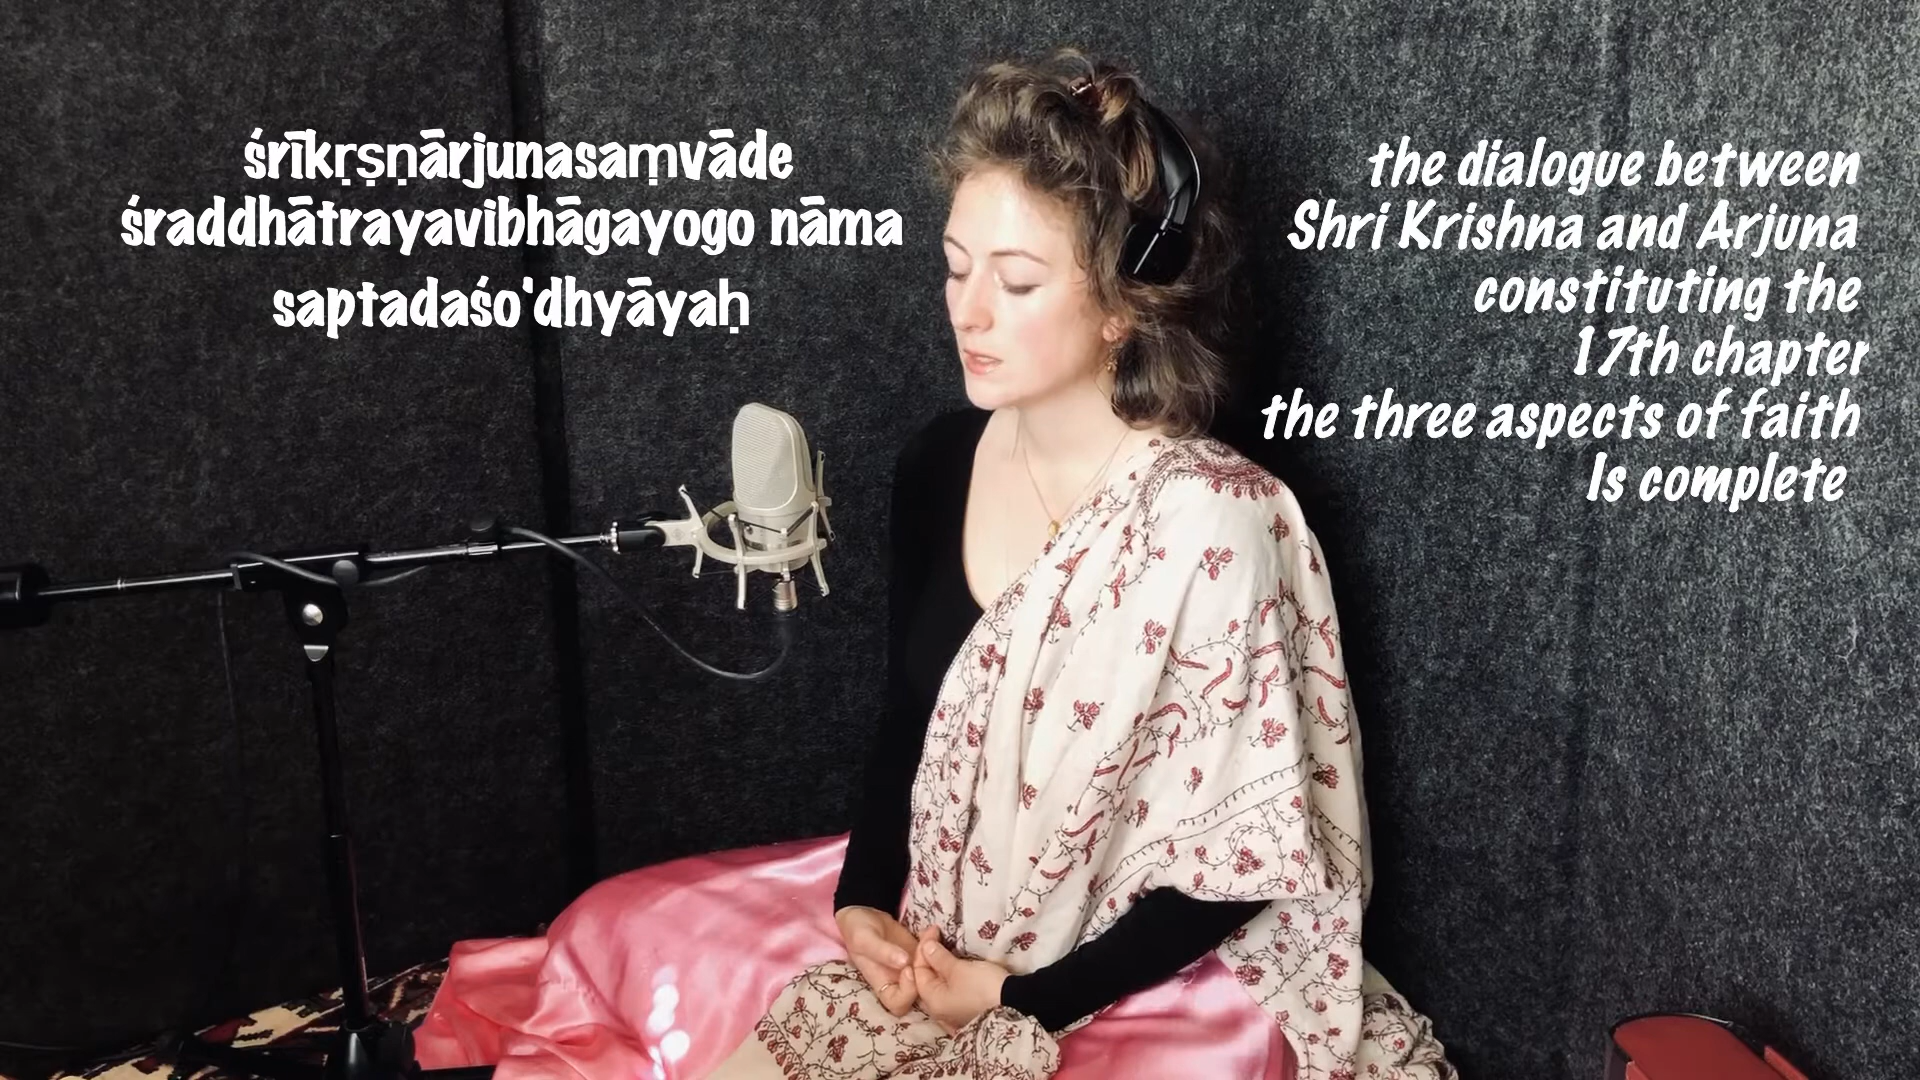 śrīkṛṣṇārjunasaṃvāde
śraddhātrayavibhāgayogo nāma
saptadaśo'dhyāyaḥ
the dialogue between
Shri Krishna and Arjuna
constituting the
17th chapter
the three aspects of faith
Is complete